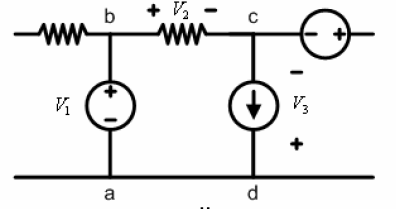 b + V₂ − c
− +
+ −
V₁ + − V₃
−
+
a d